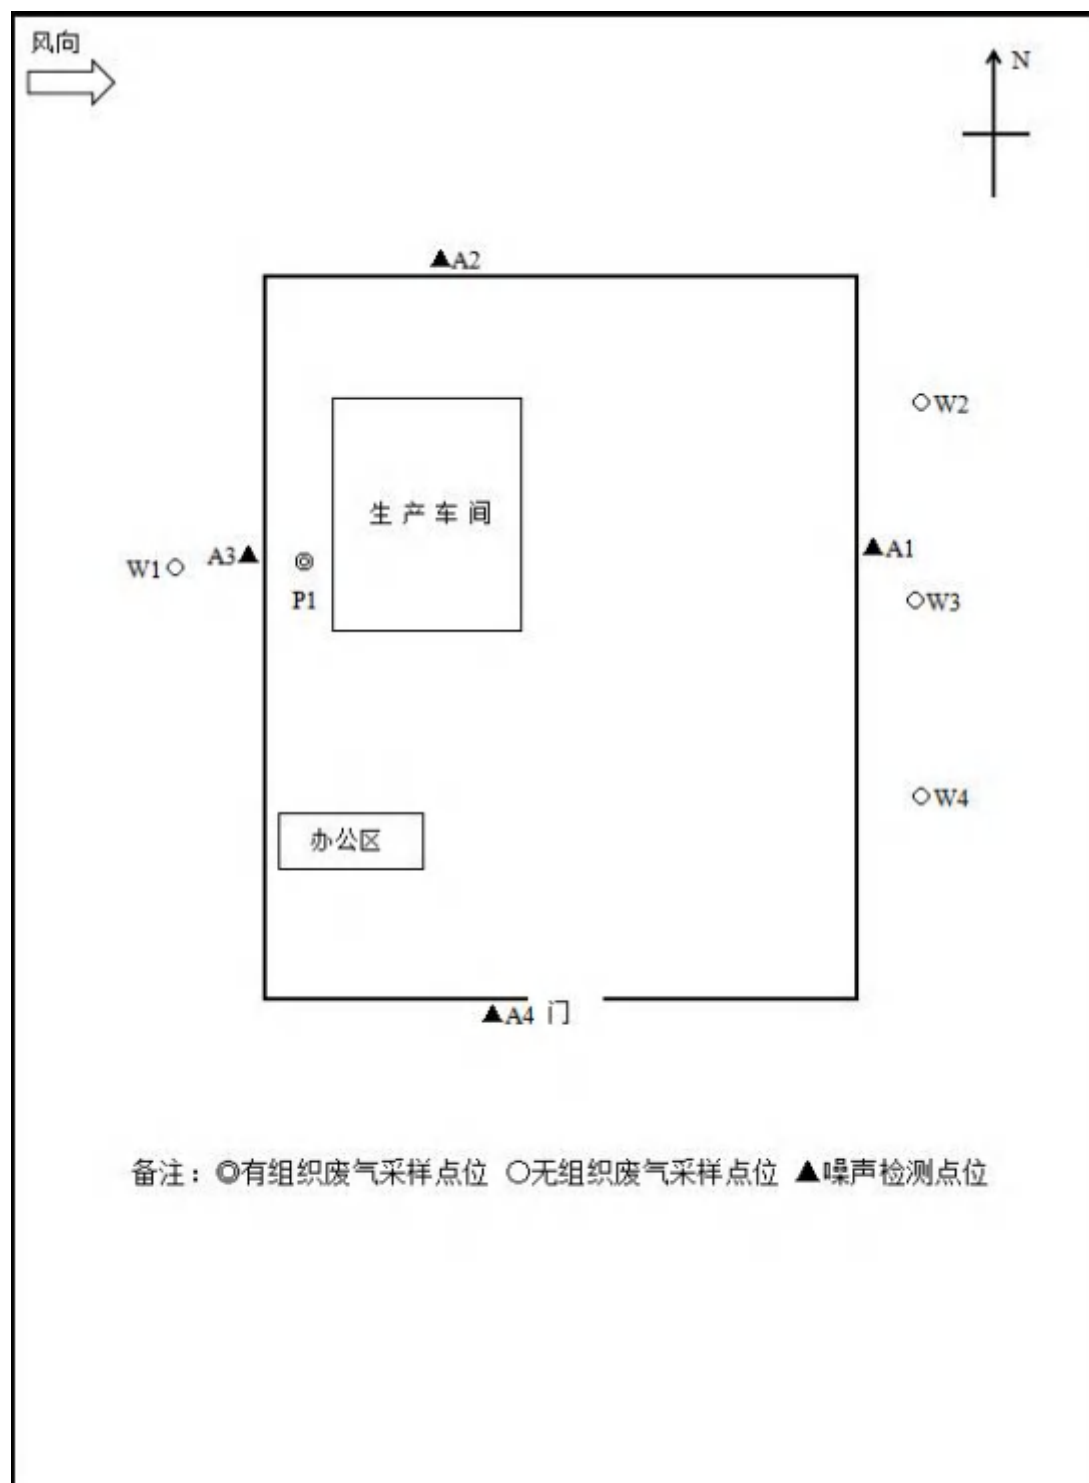 风向
N
▲A2
○W2
生产车间
W1○
A3▲
◎
P1
▲A1
○W3
○W4
办公区
▲A4 门
备注：◎有组织废气采样点位 ○无组织废气采样点位 ▲噪声检测点位